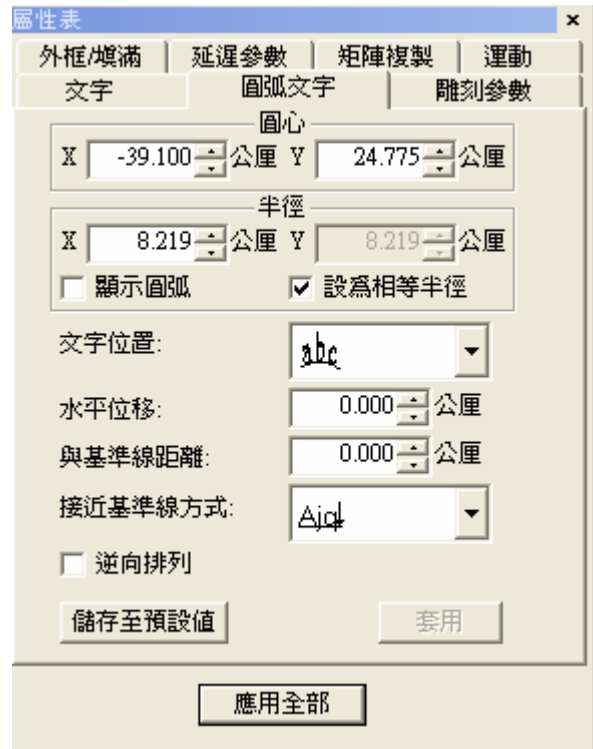 屬性表
外框/塡滿 延遲參數 矩陣複製 運動
文字 圓弧文字 雕刻參數
圓心
X -39.100 公厘 Y 24.775 公厘
半徑
X 8.219 公厘 Y 8.219 公厘
顯示圓弧 設爲相等半徑
文字位置: abc
水平位移: 0.000 公厘
與基準線距離: 0.000 公厘
接近基準線方式: Ajql
逆向排列
儲存至預設値 套用
應用全部